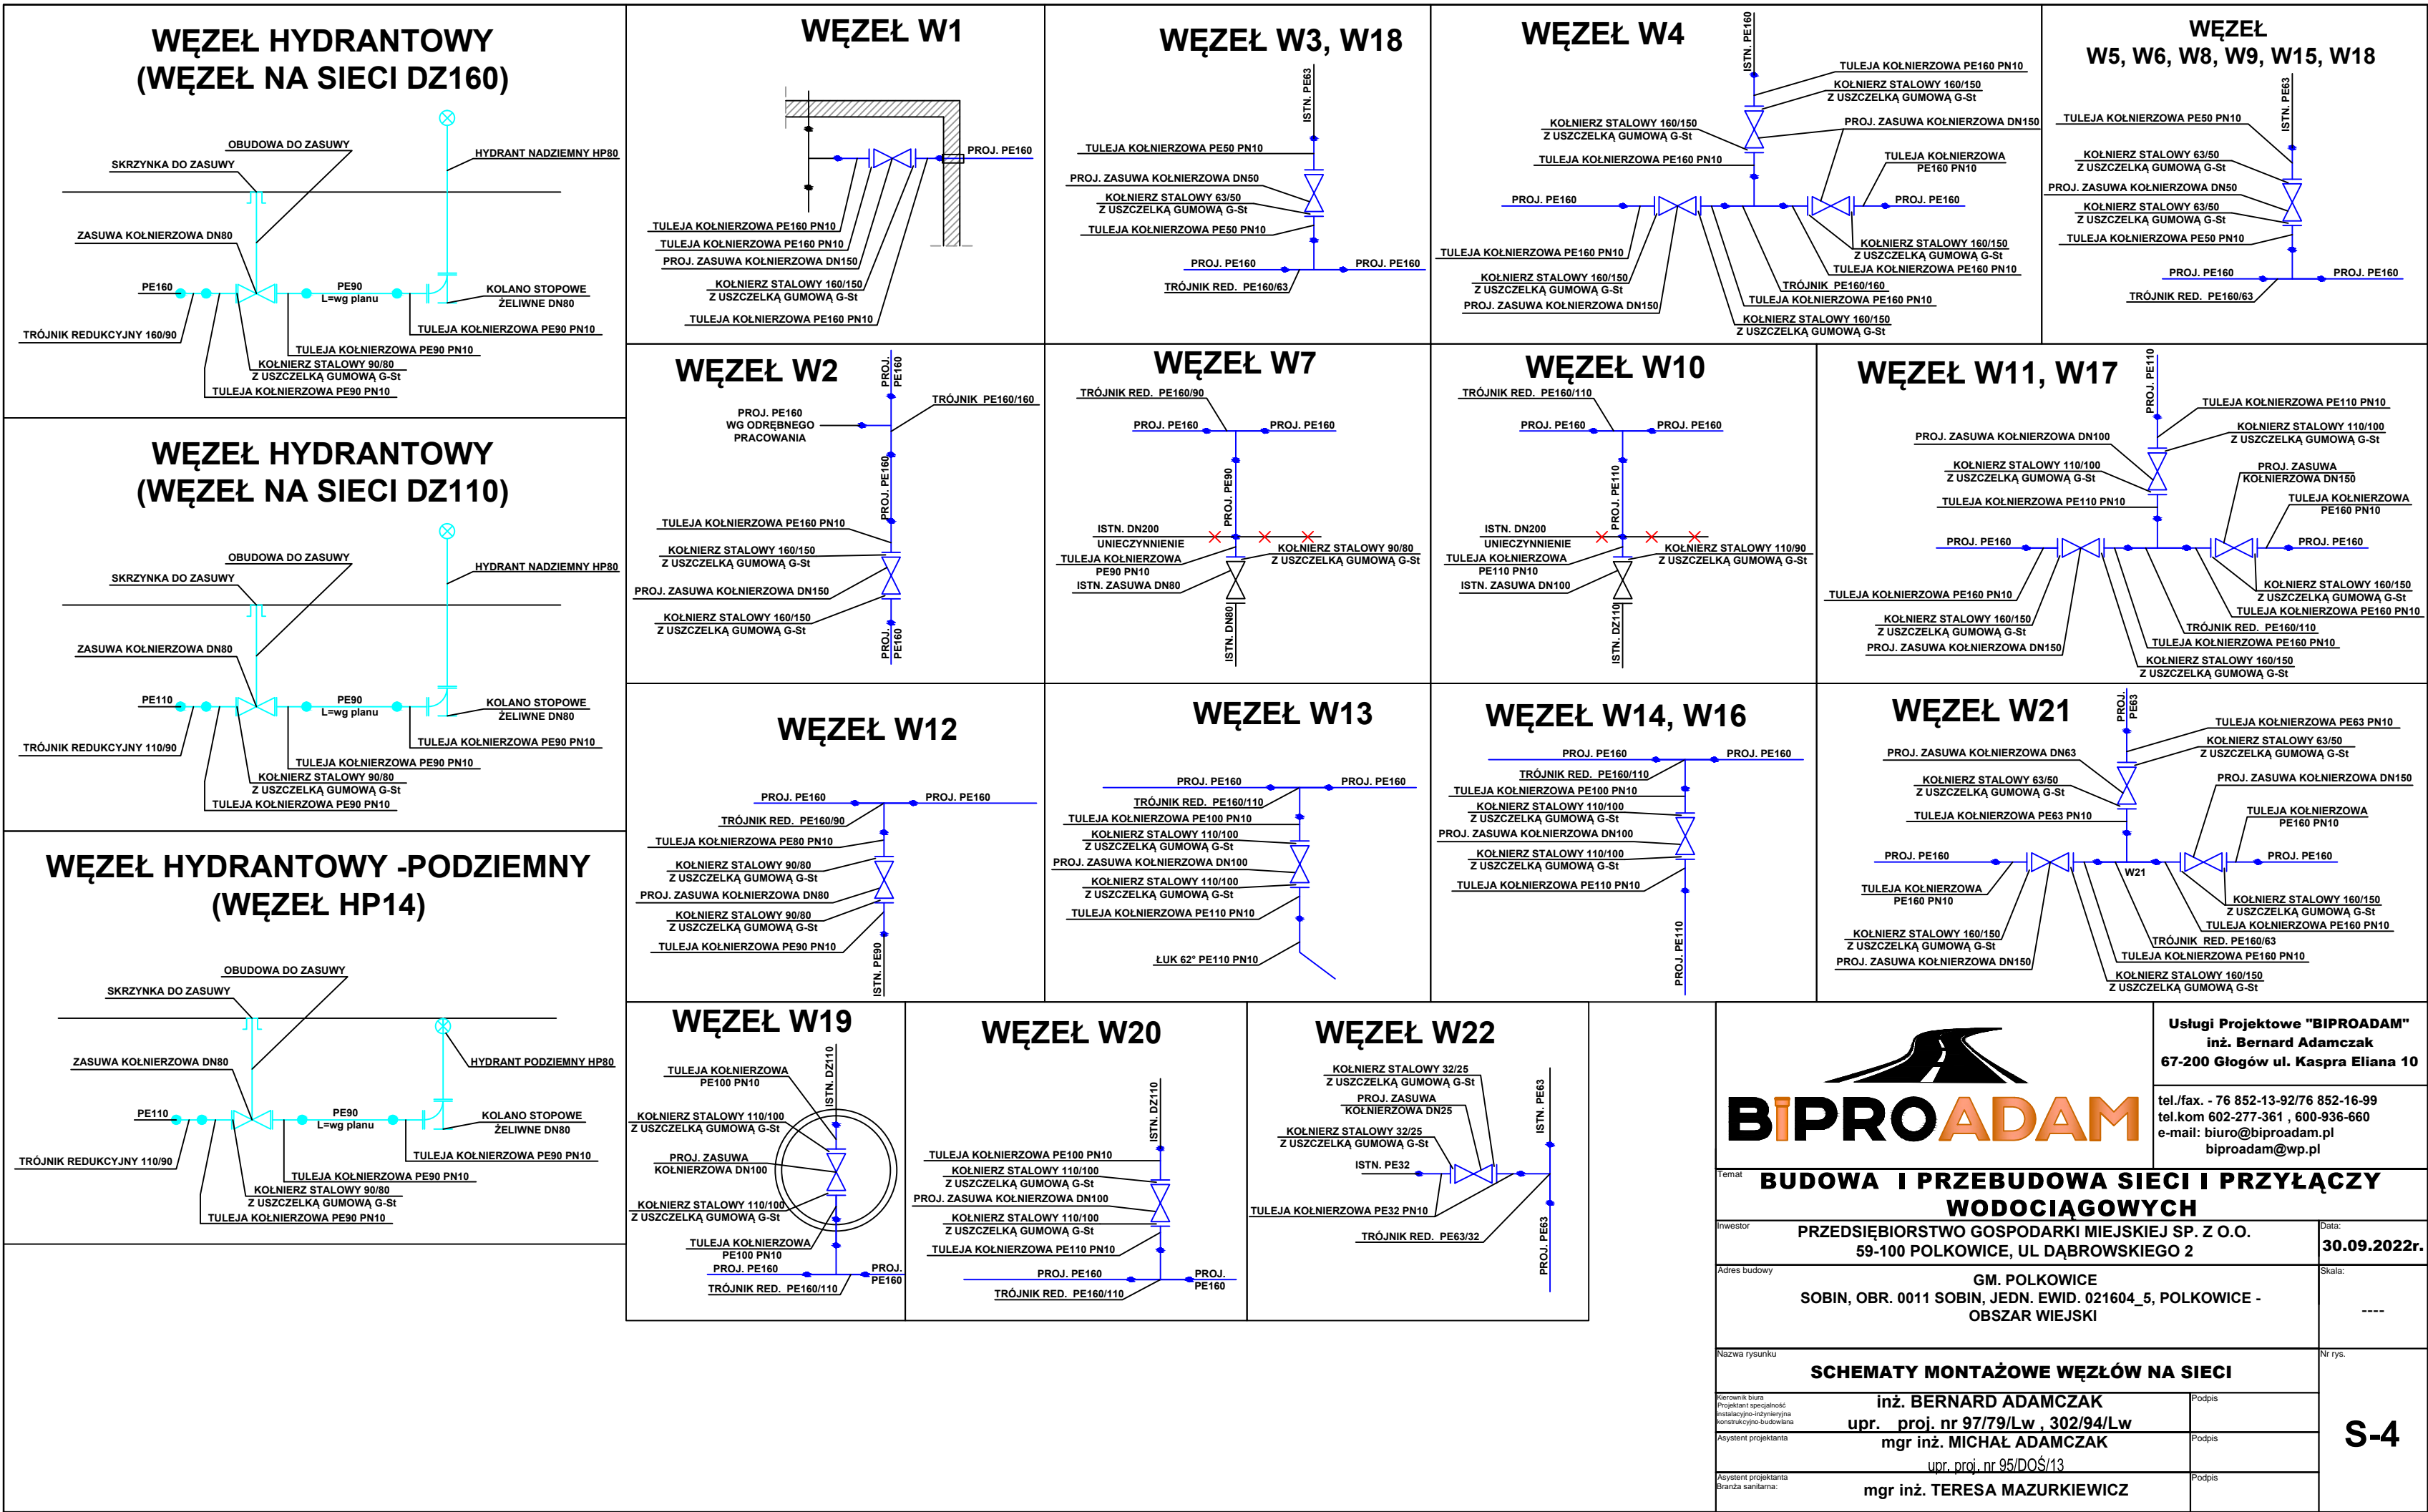 WĘZEŁ HYDRANTOWY
(WĘZEŁ NA SIECI DZ160)
OBUDOWA DO ZASUWY
SKRZYNKA DO ZASUWY
HYDRANT NADZIEMNY HP80
ZASUWA KOŁNIERZOWA DN80
PE160
PE90
L=wg planu
KOLANO STOPOWE
ŻELIWNE DN80
TRÓJNIK REDUKCYJNY 160/90
TULEJA KOŁNIERZOWA PE90 PN10
TULEJA KOŁNIERZOWA PE90 PN10
KOŁNIERZ STALOWY 90/80
Z USZCZELKĄ GUMOWĄ G-St
TULEJA KOŁNIERZOWA PE90 PN10
WĘZEŁ HYDRANTOWY
(WĘZEŁ NA SIECI DZ110)
OBUDOWA DO ZASUWY
SKRZYNKA DO ZASUWY
HYDRANT NADZIEMNY HP80
ZASUWA KOŁNIERZOWA DN80
PE110
PE90
L=wg planu
KOLANO STOPOWE
ŻELIWNE DN80
TRÓJNIK REDUKCYJNY 110/90
TULEJA KOŁNIERZOWA PE90 PN10
TULEJA KOŁNIERZOWA PE90 PN10
KOŁNIERZ STALOWY 90/80
Z USZCZELKĄ GUMOWĄ G-St
TULEJA KOŁNIERZOWA PE90 PN10
WĘZEŁ HYDRANTOWY -PODZIEMNY
(WĘZEŁ HP14)
OBUDOWA DO ZASUWY
SKRZYNKA DO ZASUWY
ZASUWA KOŁNIERZOWA DN80
HYDRANT PODZIEMNY HP80
PE110
PE90
L=wg planu
KOLANO STOPOWE
ŻELIWNE DN80
TRÓJNIK REDUKCYJNY 110/90
TULEJA KOŁNIERZOWA PE90 PN10
TULEJA KOŁNIERZOWA PE90 PN10
KOŁNIERZ STALOWY 90/80
Z USZCZELKĄ GUMOWĄ G-St
TULEJA KOŁNIERZOWA PE90 PN10
WĘZEŁ W1
PROJ. PE160
TULEJA KOŁNIERZOWA PE160 PN10
TULEJA KOŁNIERZOWA PE160 PN10
PROJ. ZASUWA KOŁNIERZOWA DN150
KOŁNIERZ STALOWY 160/150
Z USZCZELKĄ GUMOWĄ G-St
TULEJA KOŁNIERZOWA PE160 PN10
WĘZEŁ W3, W18
ISTN. PE63
TULEJA KOŁNIERZOWA PE50 PN10
PROJ. ZASUWA KOŁNIERZOWA DN50
KOŁNIERZ STALOWY 63/50
Z USZCZELKĄ GUMOWĄ G-St
TULEJA KOŁNIERZOWA PE50 PN10
PROJ. PE160
PROJ. PE160
TRÓJNIK RED. PE160/63
WĘZEŁ W4
ISTN. PE160
TULEJA KOŁNIERZOWA PE160 PN10
KOŁNIERZ STALOWY 160/150
Z USZCZELKĄ GUMOWĄ G-St
KOŁNIERZ STALOWY 160/150
Z USZCZELKĄ GUMOWĄ G-St
PROJ. ZASUWA KOŁNIERZOWA DN150
TULEJA KOŁNIERZOWA PE160 PN10
TULEJA KOŁNIERZOWA
PE160 PN10
PROJ. PE160
PROJ. PE160
TULEJA KOŁNIERZOWA PE160 PN10
KOŁNIERZ STALOWY 160/150
Z USZCZELKĄ GUMOWĄ G-St
TULEJA KOŁNIERZOWA PE160 PN10
KOŁNIERZ STALOWY 160/150
Z USZCZELKĄ GUMOWĄ G-St
TRÓJNIK PE160/160
PROJ. ZASUWA KOŁNIERZOWA DN150
TULEJA KOŁNIERZOWA PE160 PN10
KOŁNIERZ STALOWY 160/150
Z USZCZELKĄ GUMOWĄ G-St
WĘZEŁ
W5, W6, W8, W9, W15, W18
ISTN. PE63
TULEJA KOŁNIERZOWA PE50 PN10
KOŁNIERZ STALOWY 63/50
Z USZCZELKĄ GUMOWĄ G-St
PROJ. ZASUWA KOŁNIERZOWA DN50
KOŁNIERZ STALOWY 63/50
Z USZCZELKĄ GUMOWĄ G-St
TULEJA KOŁNIERZOWA PE50 PN10
PROJ. PE160
PROJ. PE160
TRÓJNIK RED. PE160/63
WĘZEŁ W2
PROJ.
PE160
TRÓJNIK PE160/160
PROJ. PE160
WG ODRĘBNEGO
PRACOWANIA
PROJ. PE160
TULEJA KOŁNIERZOWA PE160 PN10
KOŁNIERZ STALOWY 160/150
Z USZCZELKĄ GUMOWĄ G-St
PROJ. ZASUWA KOŁNIERZOWA DN150
KOŁNIERZ STALOWY 160/150
Z USZCZELKĄ GUMOWĄ G-St
PROJ.
PE160
WĘZEŁ W7
TRÓJNIK RED. PE160/90
PROJ. PE160
PROJ. PE160
PROJ. PE90
ISTN. DN200
UNIECZYNNIENIE
TULEJA KOŁNIERZOWA
PE90 PN10
KOŁNIERZ STALOWY 90/80
Z USZCZELKĄ GUMOWĄ G-St
ISTN. ZASUWA DN80
ISTN. DN80
WĘZEŁ W10
TRÓJNIK RED. PE160/110
PROJ. PE160
PROJ. PE160
PROJ. PE110
ISTN. DN200
UNIECZYNNIENIE
TULEJA KOŁNIERZOWA
PE110 PN10
KOŁNIERZ STALOWY 110/90
Z USZCZELKĄ GUMOWĄ G-St
ISTN. ZASUWA DN100
ISTN. DZ110
WĘZEŁ W11, W17
PROJ. PE110
TULEJA KOŁNIERZOWA PE110 PN10
KOŁNIERZ STALOWY 110/100
Z USZCZELKĄ GUMOWĄ G-St
PROJ. ZASUWA KOŁNIERZOWA DN100
KOŁNIERZ STALOWY 110/100
Z USZCZELKĄ GUMOWĄ G-St
PROJ. ZASUWA
KOŁNIERZOWA DN150
TULEJA KOŁNIERZOWA PE110 PN10
TULEJA KOŁNIERZOWA
PE160 PN10
PROJ. PE160
PROJ. PE160
TULEJA KOŁNIERZOWA PE160 PN10
KOŁNIERZ STALOWY 160/150
Z USZCZELKĄ GUMOWĄ G-St
TULEJA KOŁNIERZOWA PE160 PN10
KOŁNIERZ STALOWY 160/150
Z USZCZELKĄ GUMOWĄ G-St
TRÓJNIK RED. PE160/110
PROJ. ZASUWA KOŁNIERZOWA DN150
TULEJA KOŁNIERZOWA PE160 PN10
KOŁNIERZ STALOWY 160/150
Z USZCZELKĄ GUMOWĄ G-St
WĘZEŁ W12
PROJ. PE160
PROJ. PE160
TRÓJNIK RED. PE160/90
TULEJA KOŁNIERZOWA PE80 PN10
KOŁNIERZ STALOWY 90/80
Z USZCZELKĄ GUMOWĄ G-St
PROJ. ZASUWA KOŁNIERZOWA DN80
KOŁNIERZ STALOWY 90/80
Z USZCZELKĄ GUMOWĄ G-St
TULEJA KOŁNIERZOWA PE90 PN10
ISTN. PE90
WĘZEŁ W13
PROJ. PE160
PROJ. PE160
TRÓJNIK RED. PE160/110
TULEJA KOŁNIERZOWA PE100 PN10
KOŁNIERZ STALOWY 110/100
Z USZCZELKĄ GUMOWĄ G-St
PROJ. ZASUWA KOŁNIERZOWA DN100
KOŁNIERZ STALOWY 110/100
Z USZCZELKĄ GUMOWĄ G-St
TULEJA KOŁNIERZOWA PE110 PN10
ŁUK 62° PE110 PN10
WĘZEŁ W14, W16
PROJ. PE160
PROJ. PE160
TRÓJNIK RED. PE160/110
TULEJA KOŁNIERZOWA PE100 PN10
KOŁNIERZ STALOWY 110/100
Z USZCZELKĄ GUMOWĄ G-St
PROJ. ZASUWA KOŁNIERZOWA DN100
KOŁNIERZ STALOWY 110/100
Z USZCZELKĄ GUMOWĄ G-St
TULEJA KOŁNIERZOWA PE110 PN10
PROJ. PE110
WĘZEŁ W21
PROJ.
PE63
TULEJA KOŁNIERZOWA PE63 PN10
KOŁNIERZ STALOWY 63/50
Z USZCZELKĄ GUMOWĄ G-St
PROJ. ZASUWA KOŁNIERZOWA DN63
KOŁNIERZ STALOWY 63/50
Z USZCZELKĄ GUMOWĄ G-St
PROJ. ZASUWA KOŁNIERZOWA DN150
TULEJA KOŁNIERZOWA PE63 PN10
TULEJA KOŁNIERZOWA
PE160 PN10
PROJ. PE160
PROJ. PE160
W21
TULEJA KOŁNIERZOWA
PE160 PN10
KOŁNIERZ STALOWY 160/150
Z USZCZELKĄ GUMOWĄ G-St
TULEJA KOŁNIERZOWA PE160 PN10
KOŁNIERZ STALOWY 160/150
Z USZCZELKĄ GUMOWĄ G-St
TRÓJNIK RED. PE160/63
PROJ. ZASUWA KOŁNIERZOWA DN150
TULEJA KOŁNIERZOWA PE160 PN10
KOŁNIERZ STALOWY 160/150
Z USZCZELKĄ GUMOWĄ G-St
WĘZEŁ W19
ISTN. DZ110
TULEJA KOŁNIERZOWA
PE100 PN10
KOŁNIERZ STALOWY 110/100
Z USZCZELKĄ GUMOWĄ G-St
PROJ. ZASUWA
KOŁNIERZOWA DN100
KOŁNIERZ STALOWY 110/100
Z USZCZELKĄ GUMOWĄ G-St
TULEJA KOŁNIERZOWA
PE100 PN10
PROJ. PE160
PROJ.
PE160
TRÓJNIK RED. PE160/110
WĘZEŁ W20
ISTN. DZ110
TULEJA KOŁNIERZOWA PE100 PN10
KOŁNIERZ STALOWY 110/100
Z USZCZELKĄ GUMOWĄ G-St
PROJ. ZASUWA KOŁNIERZOWA DN100
KOŁNIERZ STALOWY 110/100
Z USZCZELKĄ GUMOWĄ G-St
TULEJA KOŁNIERZOWA PE110 PN10
PROJ. PE160
PROJ.
PE160
TRÓJNIK RED. PE160/110
WĘZEŁ W22
KOŁNIERZ STALOWY 32/25
Z USZCZELKĄ GUMOWĄ G-St
PROJ. ZASUWA
KOŁNIERZOWA DN25
KOŁNIERZ STALOWY 32/25
Z USZCZELKĄ GUMOWĄ G-St
ISTN. PE63
ISTN. PE32
TULEJA KOŁNIERZOWA PE32 PN10
TRÓJNIK RED. PE63/32
PROJ. PE63
BIPROADAM
Usługi Projektowe "BIPROADAM"
inż. Bernard Adamczak
67-200 Głogów ul. Kaspra Eliana 10
tel./fax. - 76 852-13-92/76 852-16-99
tel.kom 602-277-361 , 600-936-660
e-mail: biuro@biproadam.pl
biproadam@wp.pl
Temat
BUDOWA I PRZEBUDOWA SIECI I PRZYŁĄCZY
WODOCIĄGOWYCH
Inwestor
PRZEDSIĘBIORSTWO GOSPODARKI MIEJSKIEJ SP. Z O.O.
59-100 POLKOWICE, UL DĄBROWSKIEGO 2
Data:
30.09.2022r.
Adres budowy
GM. POLKOWICE
SOBIN, OBR. 0011 SOBIN, JEDN. EWID. 021604_5, POLKOWICE -
OBSZAR WIEJSKI
Skala:
----
Nazwa rysunku
SCHEMATY MONTAŻOWE WĘZŁÓW NA SIECI
Nr rys.
S-4
Kierownik biura
Projektant specjalność
instalacyjno-inżynieryjna
konstrukcyjno-budowlana
inż. BERNARD ADAMCZAK
upr. proj. nr 97/79/Lw , 302/94/Lw
Podpis
Asystent projektanta
mgr inż. MICHAŁ ADAMCZAK
upr. proj. nr 95/DOŚ/13
Podpis
Asystent projektanta
Branża sanitarna:
mgr inż. TERESA MAZURKIEWICZ
Podpis